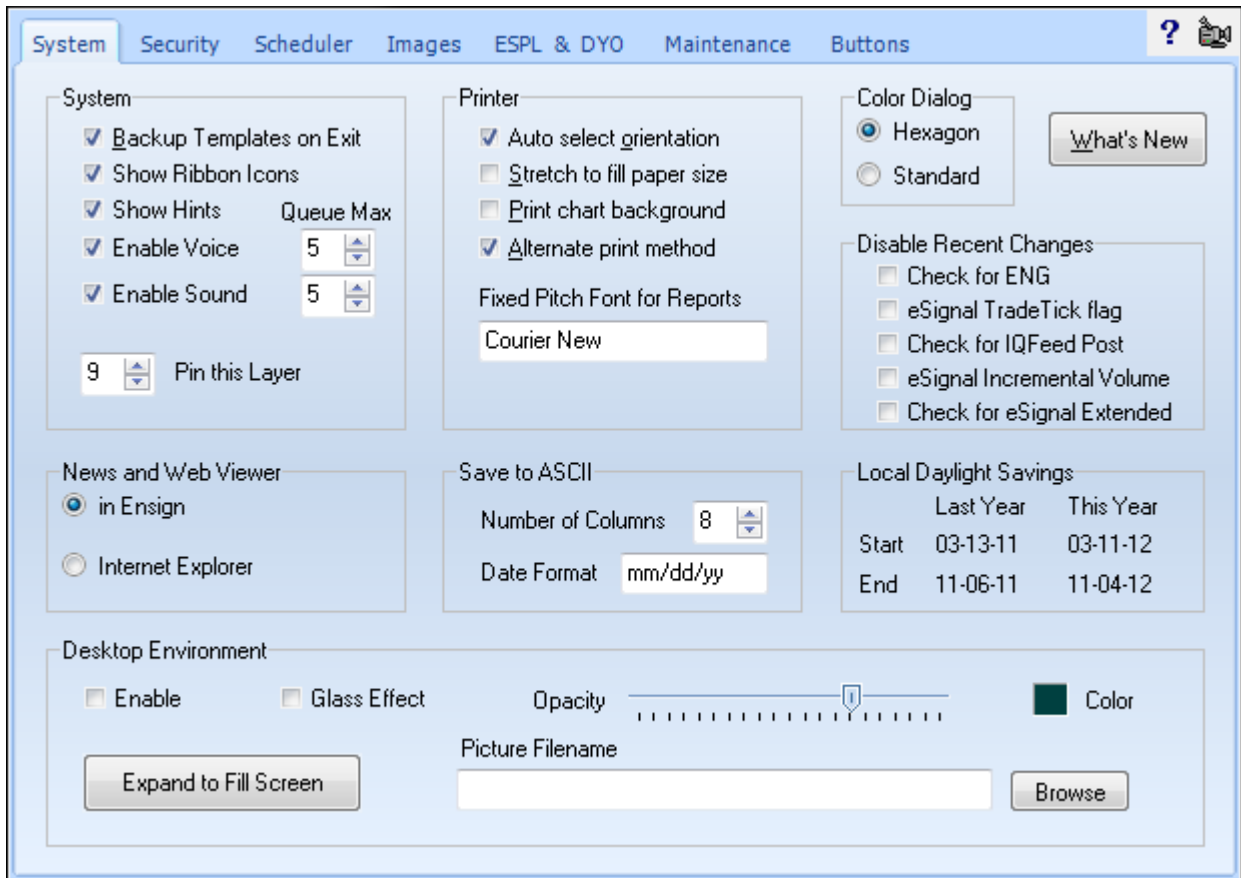 System Security Scheduler Images ESPL & DYO Maintenance Buttons ?
System
Backup Templates on Exit
Show Ribbon Icons
Show Hints Queue Max
Enable Voice 5
Enable Sound 5
9 Pin this Layer
Printer
Auto select orientation
Stretch to fill paper size
Print chart background
Alternate print method
Fixed Pitch Font for Reports
Courier New
Color Dialog
Hexagon
Standard
What's New
Disable Recent Changes
Check for ENG
eSignal TradeTick flag
Check for IQFeed Post
eSignal Incremental Volume
Check for eSignal Extended
News and Web Viewer
in Ensign
Internet Explorer
Save to ASCII
Number of Columns 8
Date Format mm/dd/yy
Local Daylight Savings
Last Year This Year
Start 03-13-11 03-11-12
End 11-06-11 11-04-12
Desktop Environment
Enable Glass Effect Opacity Color
Picture Filename
Expand to Fill Screen Browse